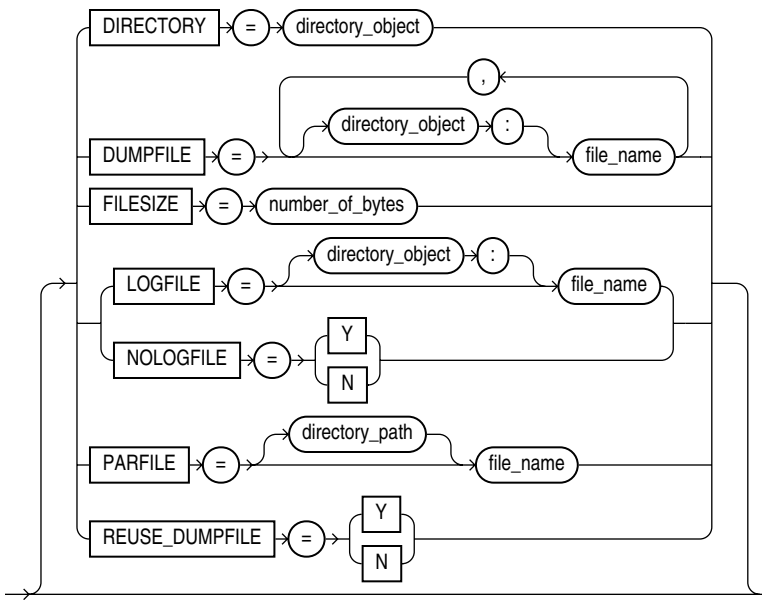 DIRECTORY = directory_object
,
directory_object :
DUMPFILE = file_name
FILESIZE = number_of_bytes
directory_object :
LOGFILE = file_name
Y
NOLOGFILE =
N
directory_path
PARFILE = file_name
Y
REUSE_DUMPFILE =
N